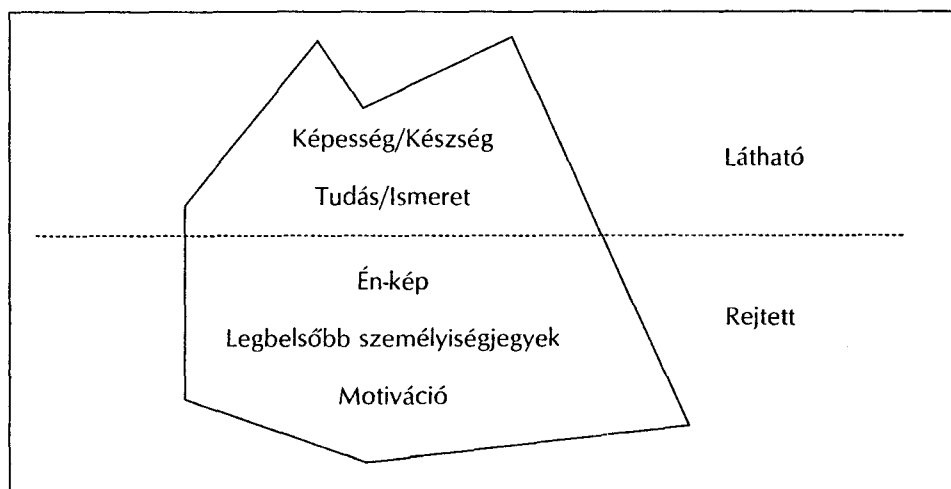 Képesség/Készség
Látható
Tudás/Ismeret
Én-kép
Rejtett
Legbelsőbb személyiségjegyek
Motiváció